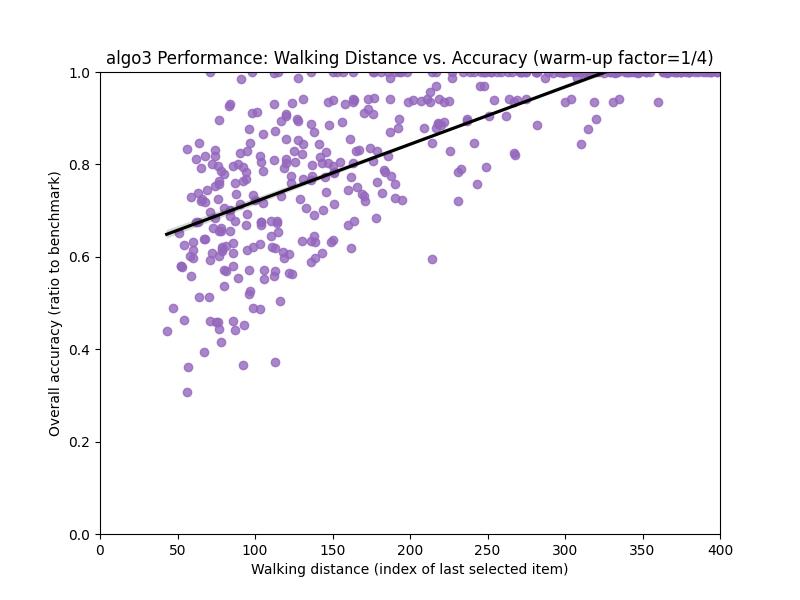 algo3 Performance: Walking Distance vs. Accuracy (warm-up factor=1/4)
1.0
0.8
0.6
0.4
0.2
0.0
Overall accuracy (ratio to benchmark)
0 50 100 150 200 250 300 350 400
Walking distance (index of last selected item)